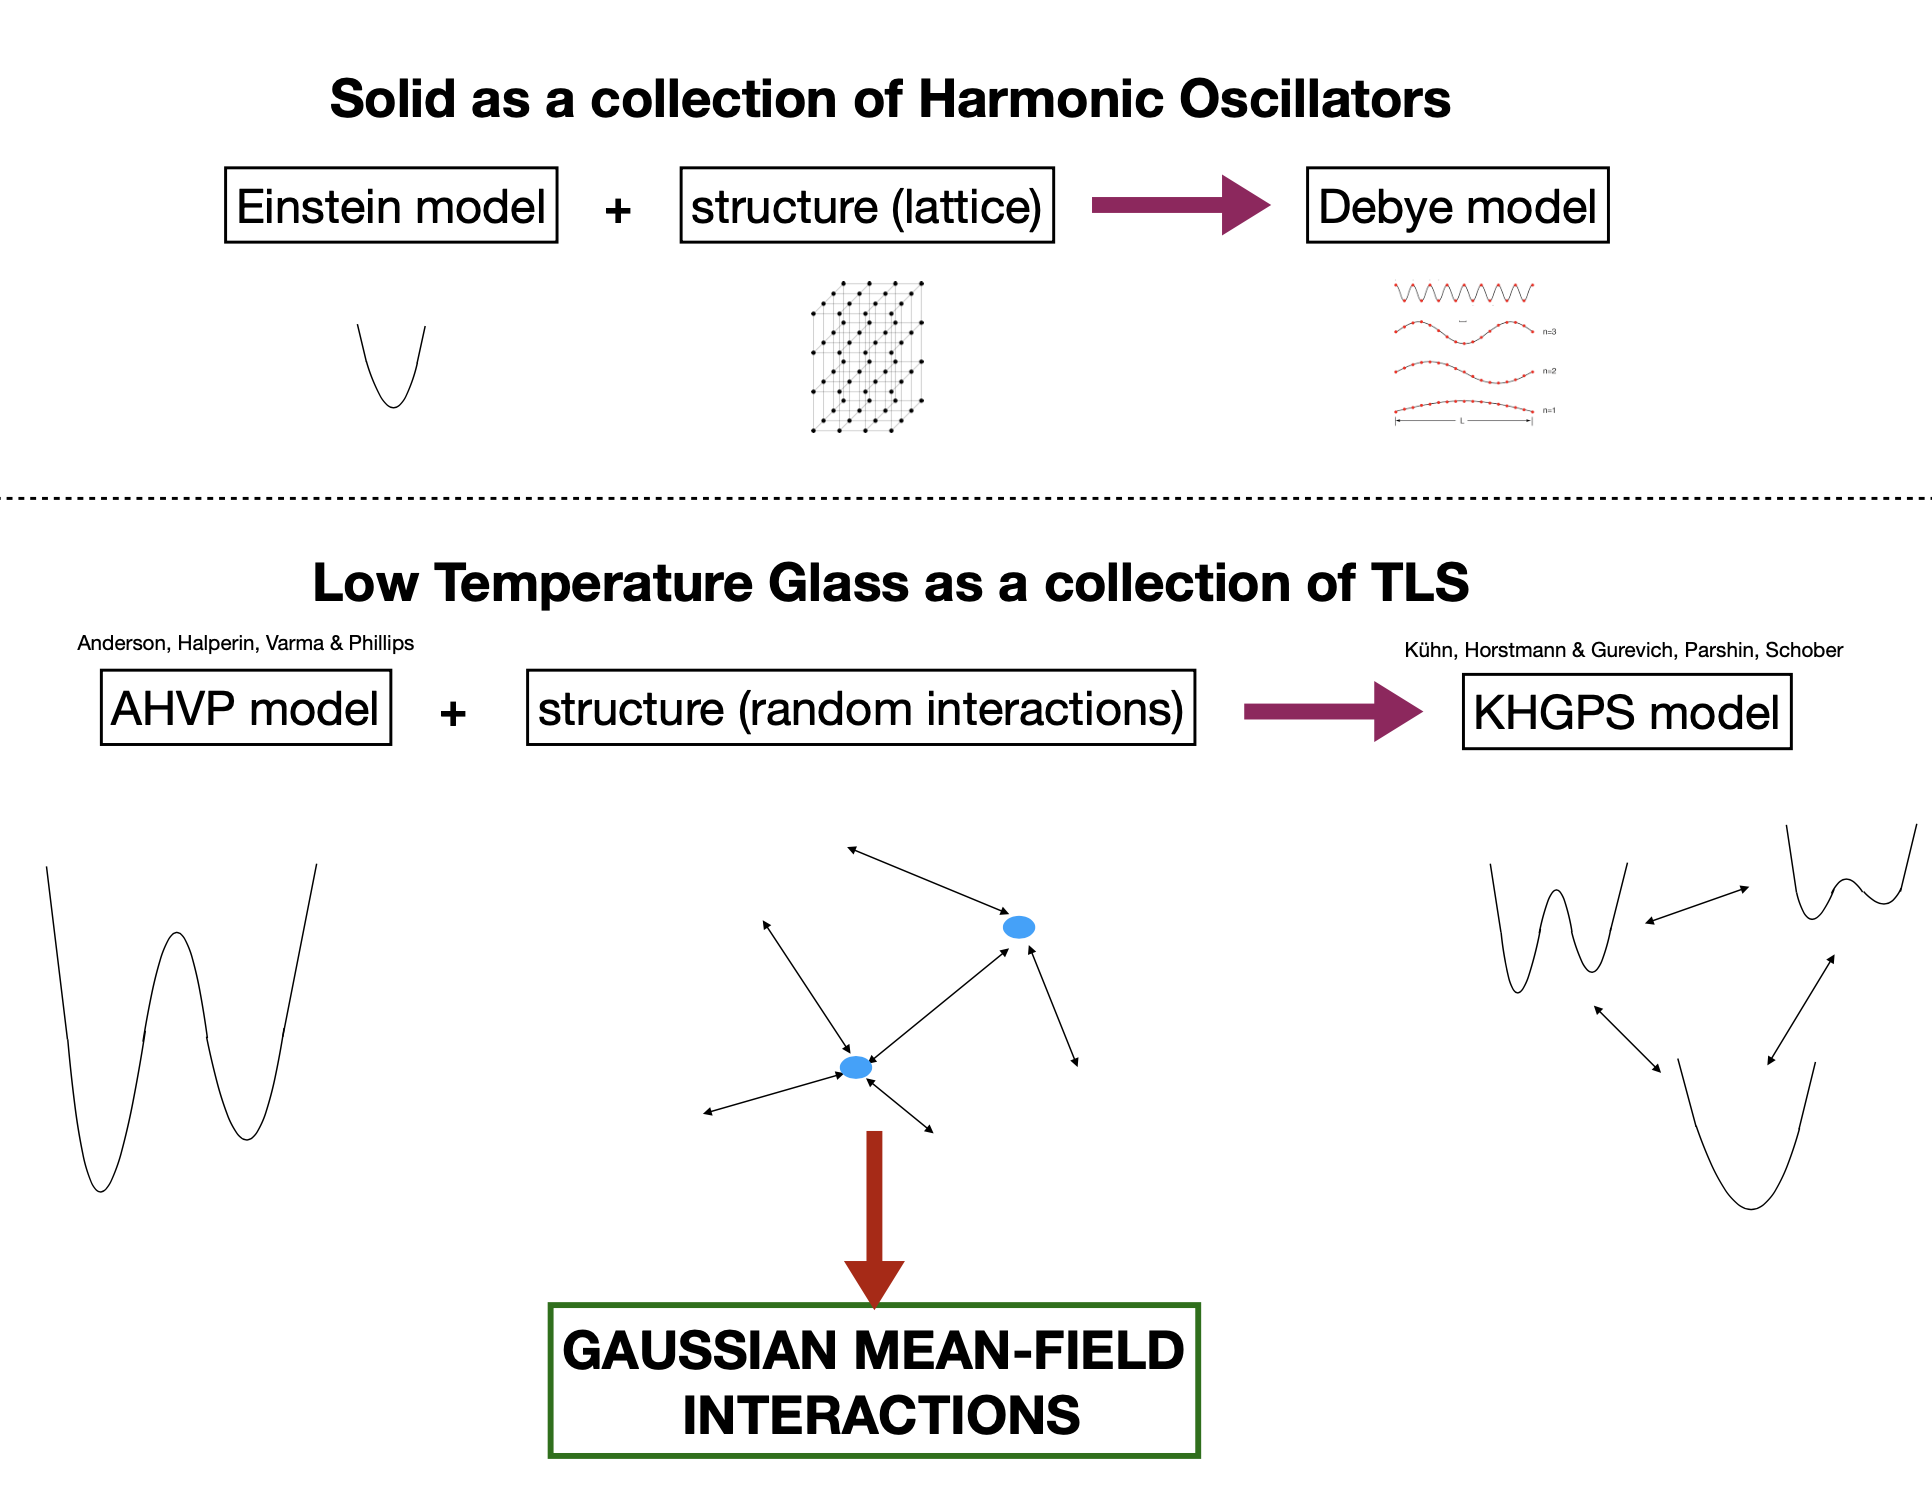 Solid as a collection of Harmonic Oscillators
Einstein model + structure (lattice) Debye model
n=3
n=2
n=1
L
Low Temperature Glass as a collection of TLS
Anderson, Halperin, Varma & Phillips
Kühn, Horstmann & Gurevich, Parshin, Schober
AHVP model + structure (random interactions) KHGPS model
GAUSSIAN MEAN-FIELD
INTERACTIONS